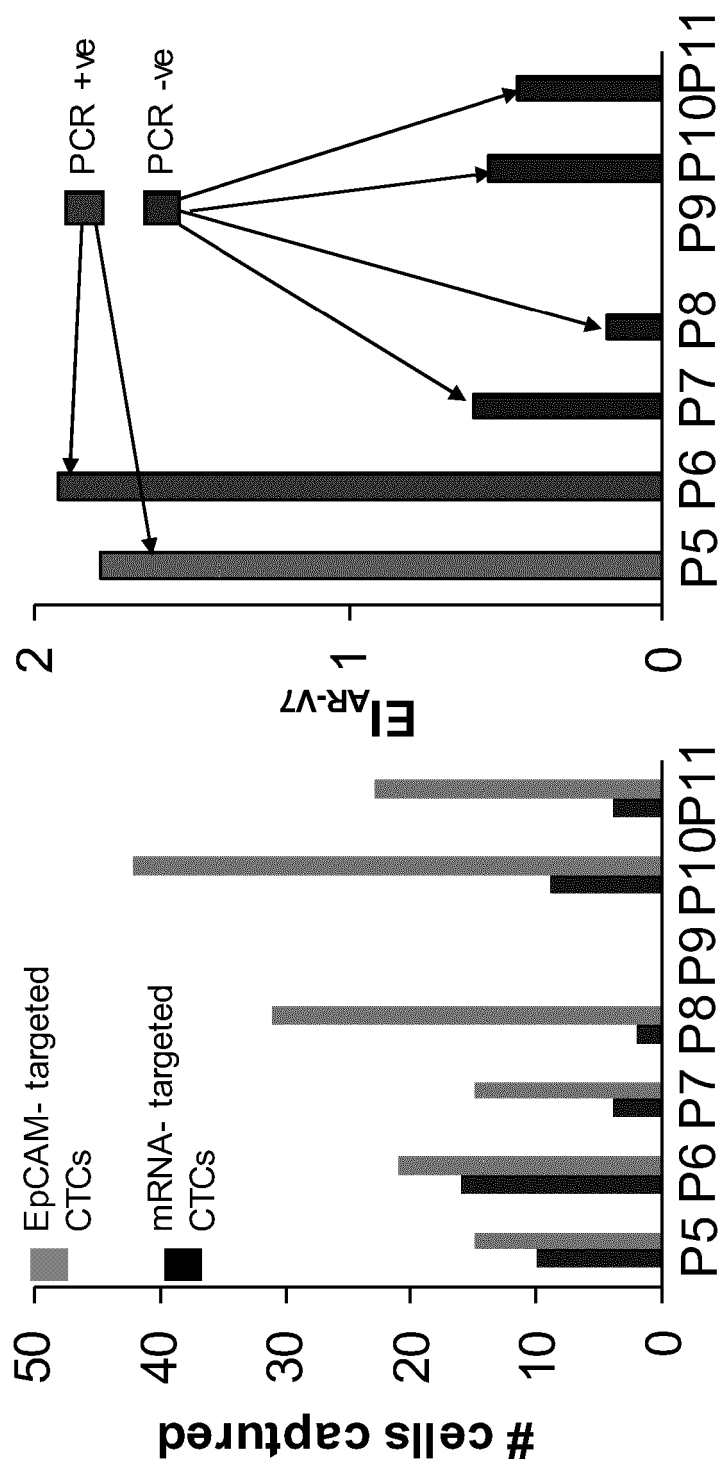 # cells captured
50
40
30
20
10
0
EpCAM- targeted
CTCs
mRNA- targeted
CTCs
P5 P6 P7 P8 P9 P10 P11
EI AR-V7
2
1
0
PCR +ve
PCR -ve
P5 P6 P7 P8 P9 P10 P11